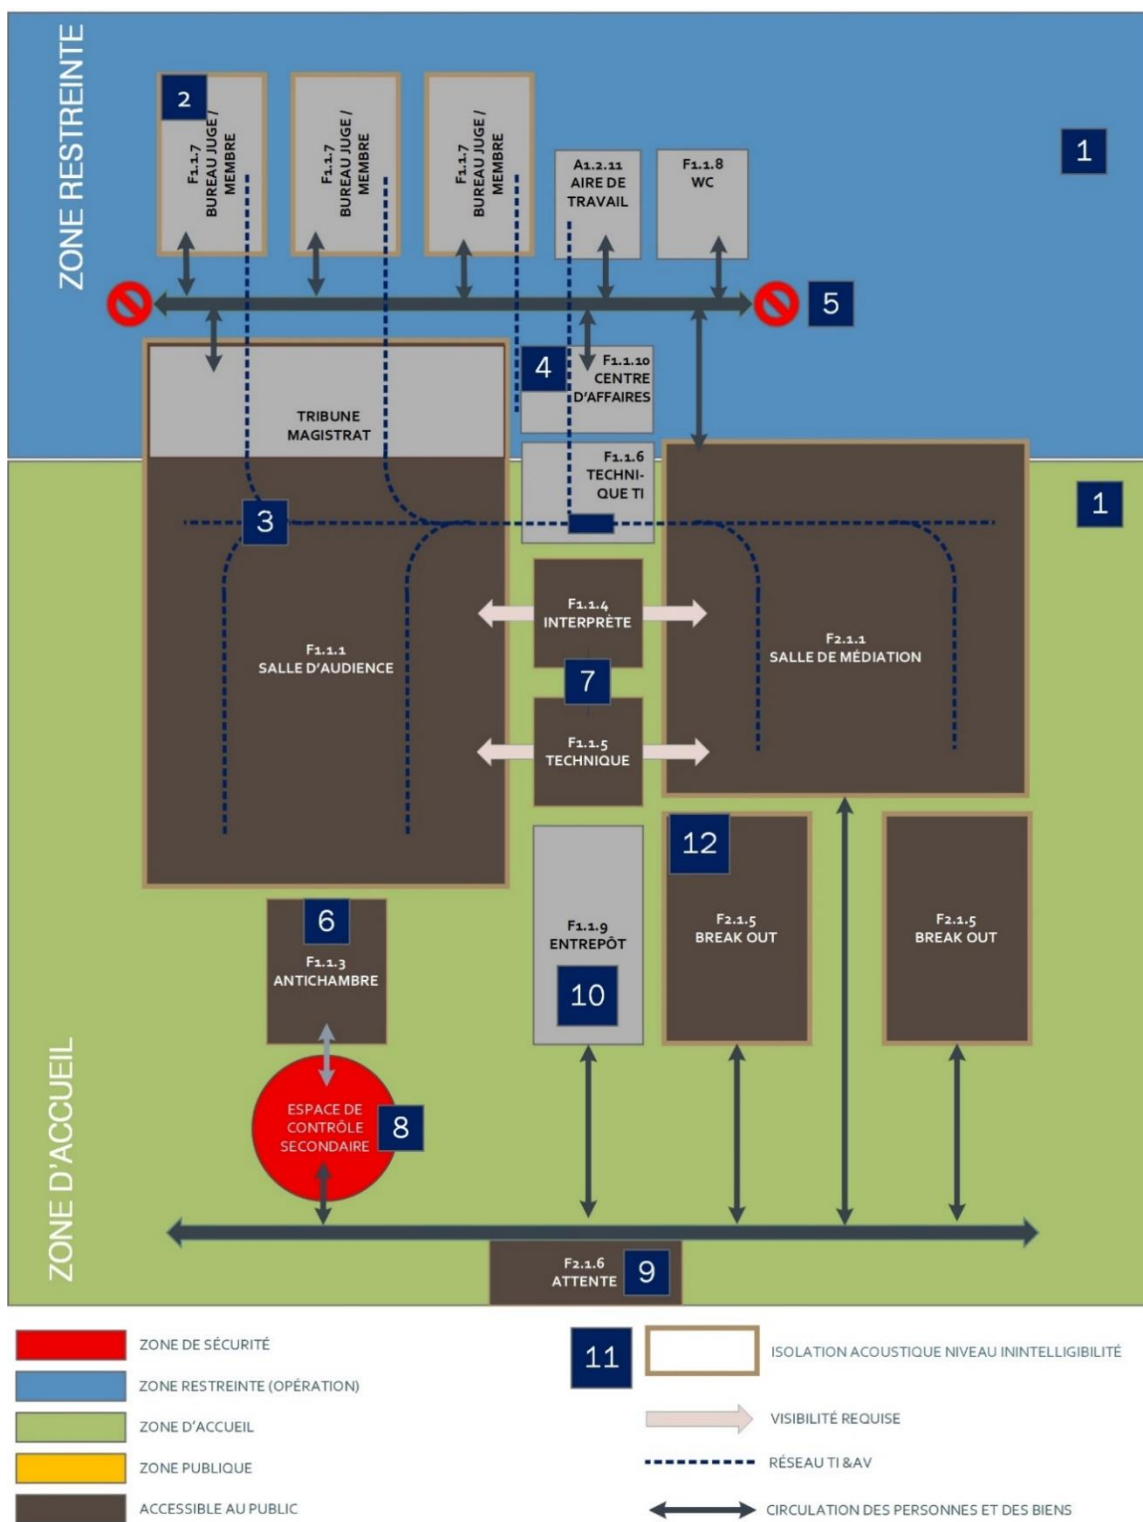 ZONE RESTREINTE
2
F1.1.7
BUREAU JUGE /
MEMBRE
F1.1.7
BUREAU JUGE /
MEMBRE
F1.1.7
BUREAU JUGE /
MEMBRE
A1.2.11
AIRE DE
TRAVAIL
F1.1.8
WC
1
5
4
F1.1.10
CENTRE
D'AFFAIRES
TRIBUNE
MAGISTRAT
F1.1.6
TECHNI-
QUE TI
1
3
F1.1.4
INTERPRÈTE
F1.1.1
SALLE D'AUDIENCE
F2.1.1
SALLE DE MÉDIATION
7
F1.1.5
TECHNIQUE
12
6
F1.1.3
ANTICHAMBRE
F1.1.9
ENTREPÔT
10
F2.1.5
BREAK OUT
F2.1.5
BREAK OUT
ZONE D'ACCUEIL
ESPACE DE
CONTRÔLE
SECONDAIRE
8
F2.1.6
ATTENTE
9
ZONE DE SÉCURITÉ
ZONE RESTREINTE (OPÉRATION)
ZONE D'ACCUEIL
ZONE PUBLIQUE
ACCESSIBLE AU PUBLIC
11
ISOLATION ACOUSTIQUE NIVEAU ININTELLIGIBILITÉ
VISIBILITÉ REQUISE
RÉSEAU TI &AV
CIRCULATION DES PERSONNES ET DES BIENS